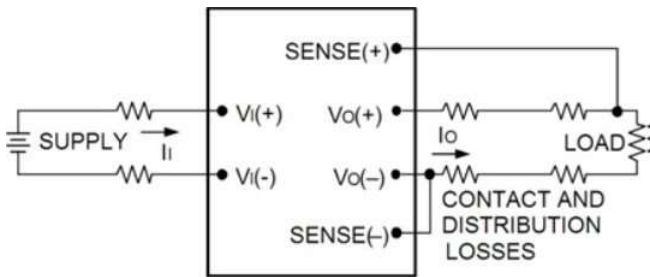 SENSE(+)
VI(+)
VO(+)
SUPPLY
II
IO
LOAD
VI(-)
VO(–)
CONTACT AND
DISTRIBUTION
LOSSES
SENSE(–)